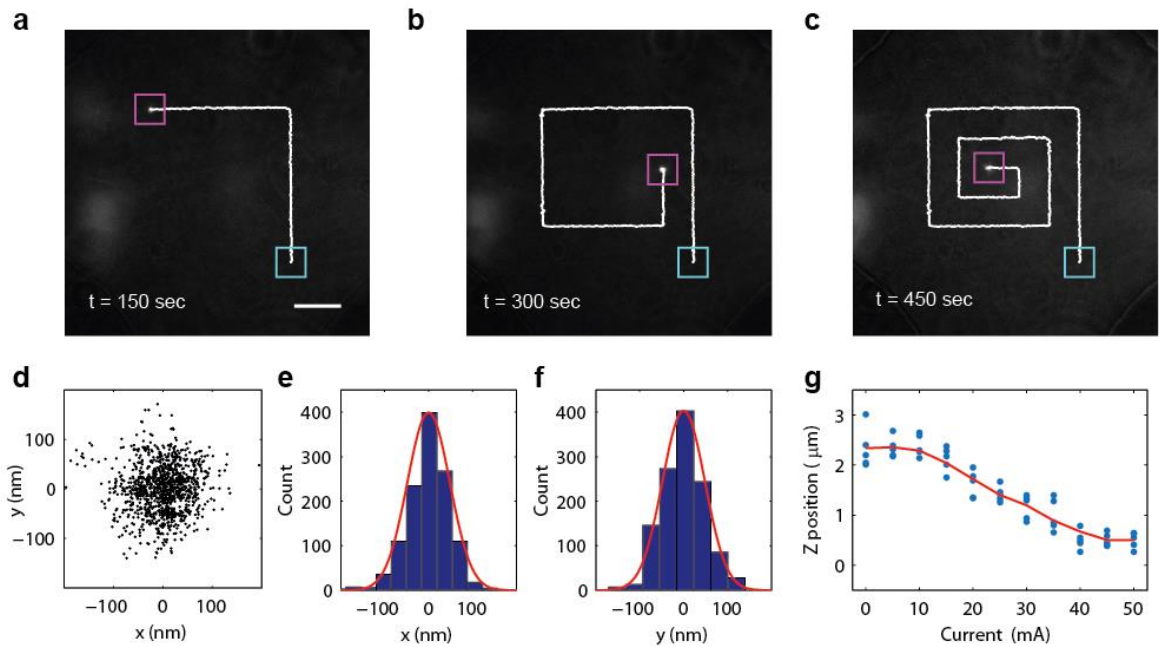 a
b
c
t = 150 sec
t = 300 sec
t = 450 sec
d
e
f
g
100
0
−100
y (nm)
−100 0 100
x (nm)
400
300
200
100
0
Count
−100 0 100
x (nm)
400
300
200
100
0
Count
−100 0 100
y (nm)
3
2
1
0
Z position ( μm)
0 10 20 30 40 50
Current (mA)